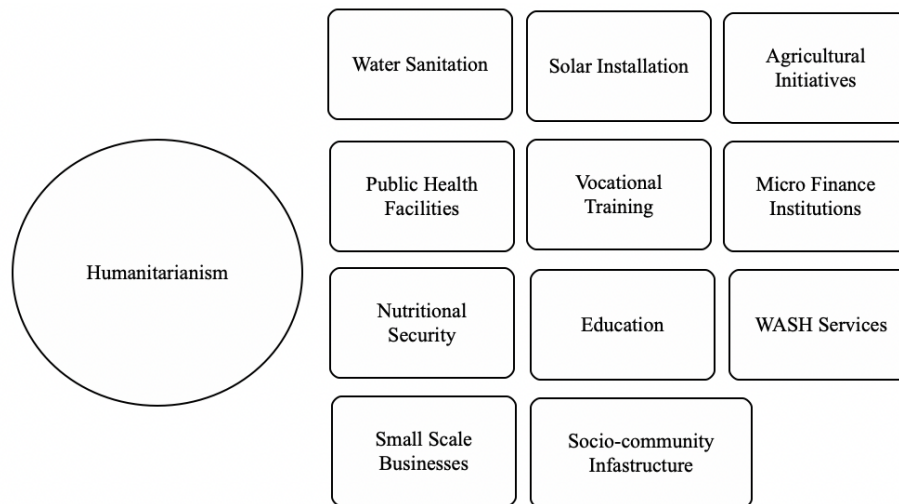 Humanitarianism
Water Sanitation
Solar Installation
Agricultural
Initiatives
Public Health
Facilities
Vocational
Training
Micro Finance
Institutions
Nutritional
Security
Education
WASH Services
Small Scale
Businesses
Socio-community
Infastructure